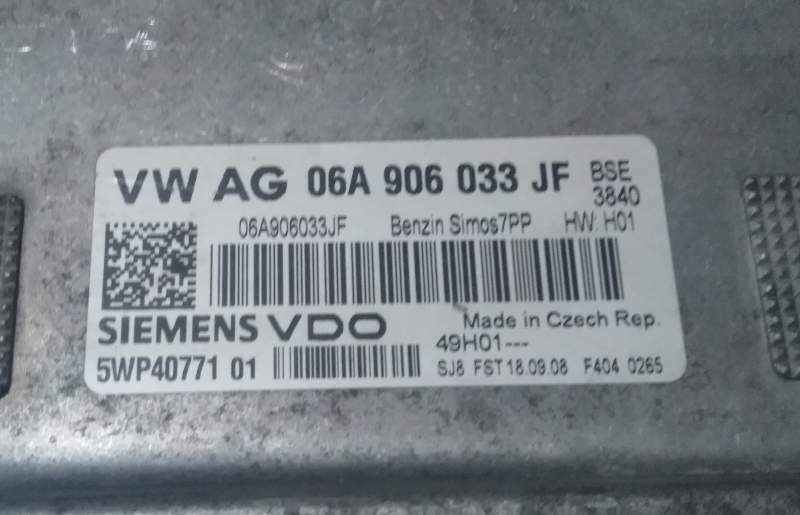 VW AG 06A 906 033 JF BSE
3840
06A906033JF Benzin Simos7PP HW: H01
SIEMENS VDO Made in Czech Rep.
49H01---
5WP40771 01 SJ8 FST 18.09.08 F404 0265